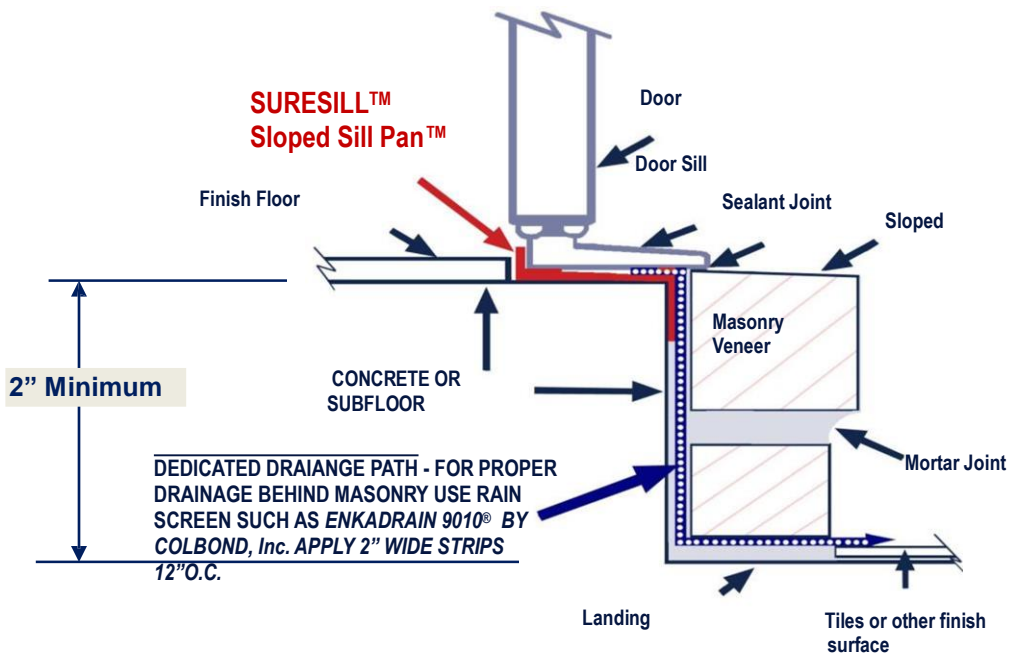 SURESILL™
Sloped Sill Pan™
Door
Door Sill
Finish Floor
Sealant Joint
Sloped
Masonry
Veneer
2” Minimum
CONCRETE OR
SUBFLOOR
DEDICATED DRAIANGE PATH - FOR PROPER
DRAINAGE BEHIND MASONRY USE RAIN
SCREEN SUCH AS ENKADRAIN 9010® BY
COLBOND, Inc. APPLY 2” WIDE STRIPS
12”O.C.
Mortar Joint
Landing
Tiles or other finish
surface